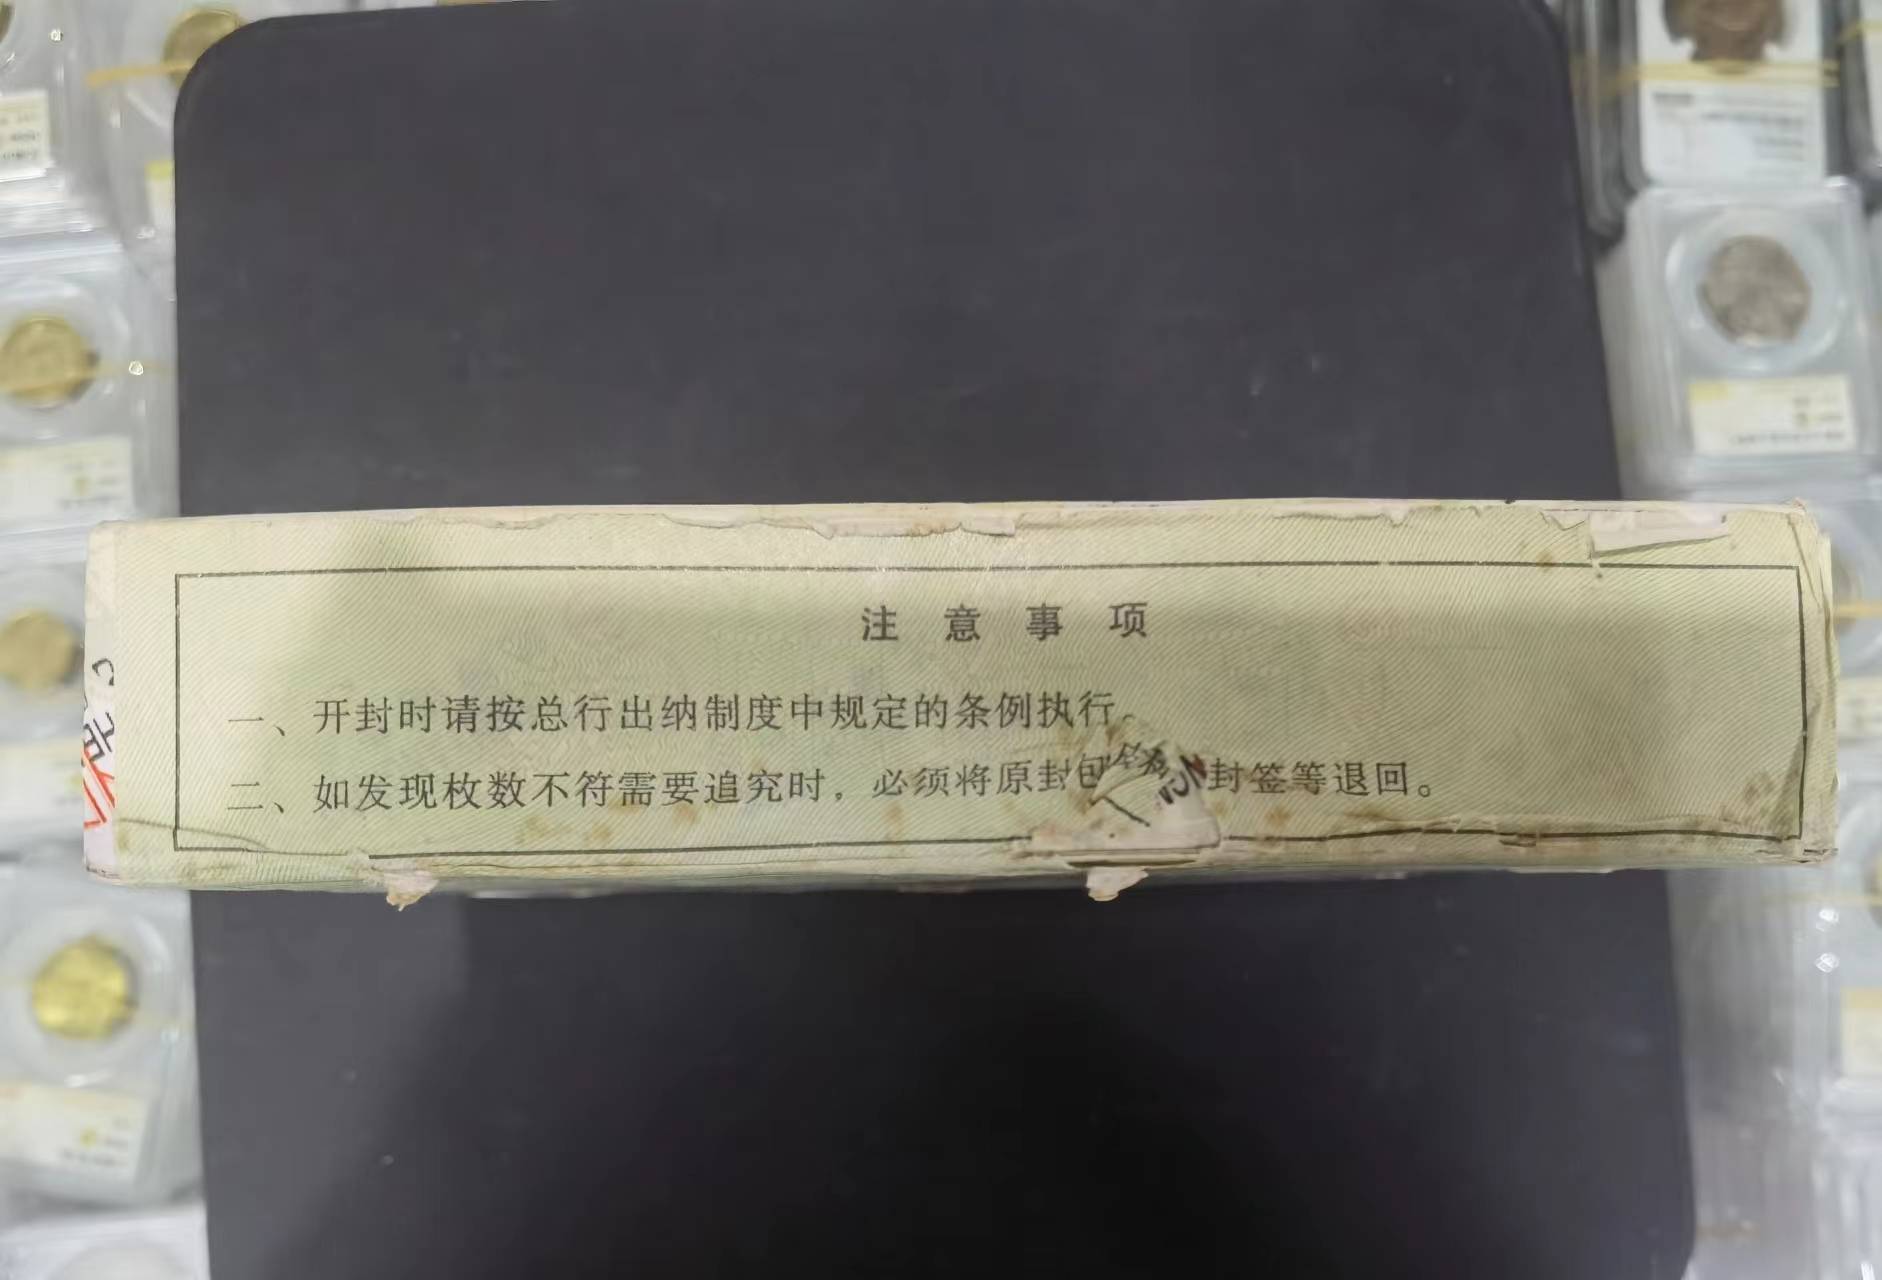 注意事项
一、开封时请按总行出纳制度中规定的条例执行。
二、如发现枚数不符需要追究时，必须将原封包 封签等退回。